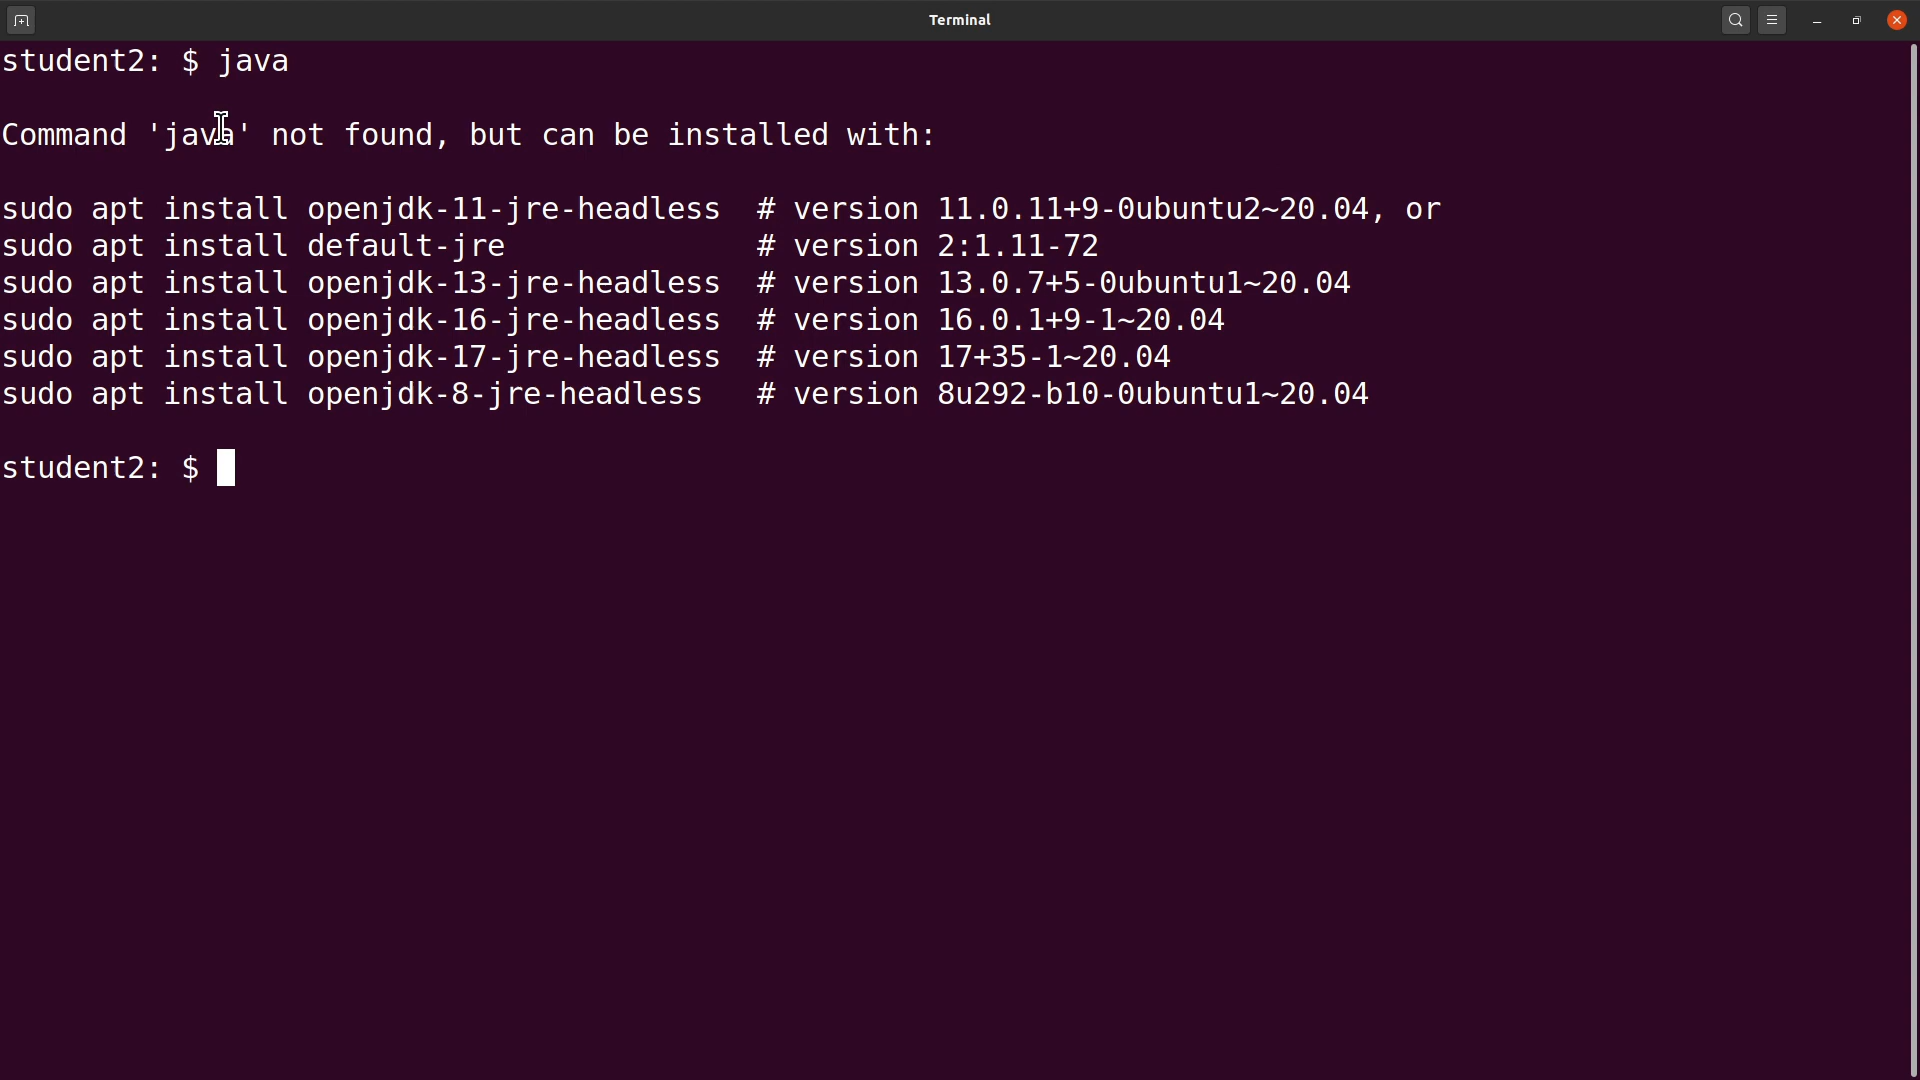 Terminal
student2: $ java
Command 'java' not found, but can be installed with:
sudo apt install openjdk-11-jre-headless  # version 11.0.11+9-0ubuntu2~20.04, or
sudo apt install default-jre              # version 2:1.11-72
sudo apt install openjdk-13-jre-headless  # version 13.0.7+5-0ubuntu1~20.04
sudo apt install openjdk-16-jre-headless  # version 16.0.1+9-1~20.04
sudo apt install openjdk-17-jre-headless  # version 17+35-1~20.04
sudo apt install openjdk-8-jre-headless   # version 8u292-b10-0ubuntu1~20.04
student2: $